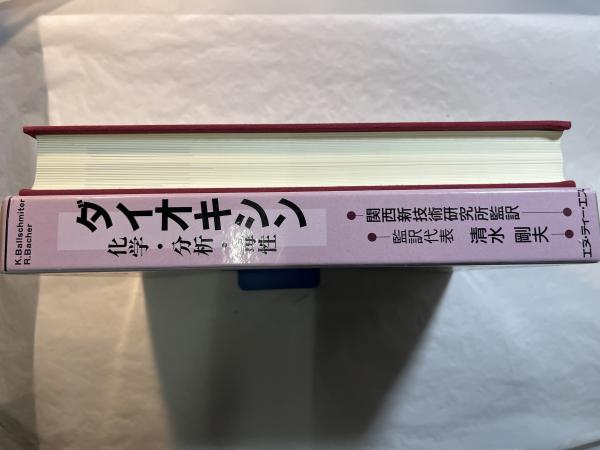 K.Ballschmiter
R.Bacher
ダイオキシン
化学・分析・毒性
関西新技術研究所監訳
監訳代表 清水 剛夫
エヌ・ティー・エス